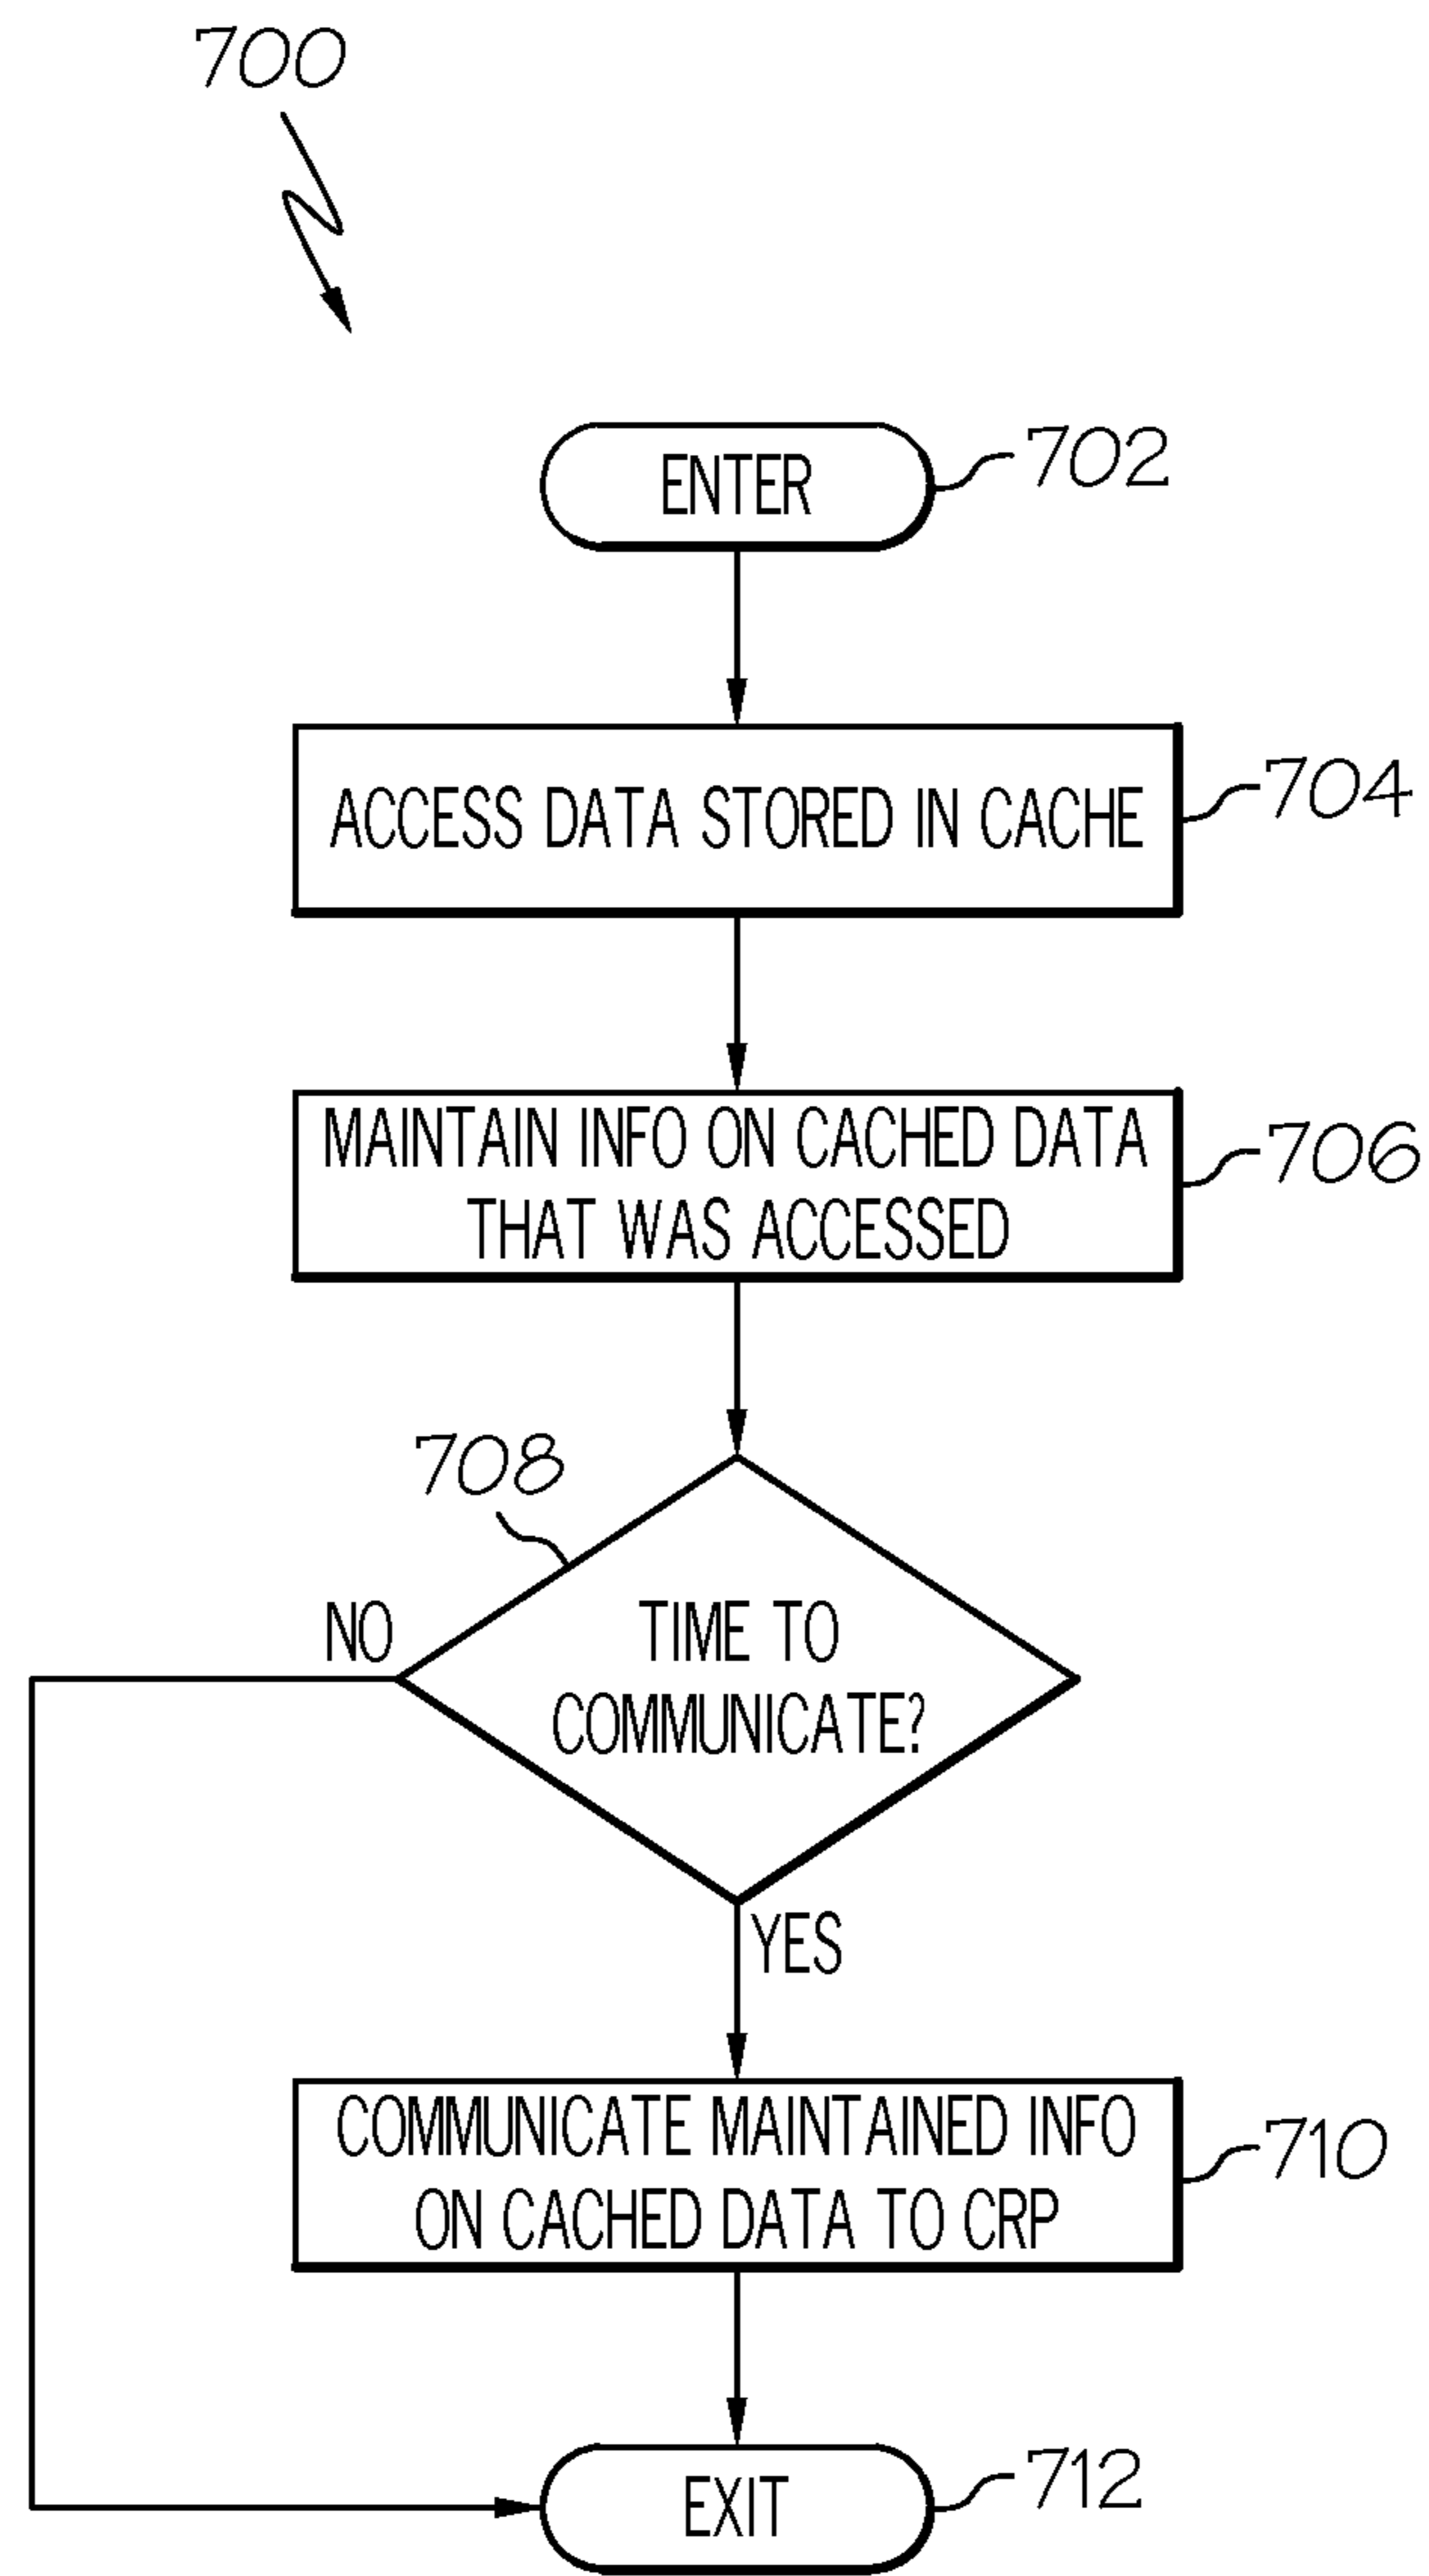 700
ENTER
702
ACCESS DATA STORED IN CACHE
704
MAINTAIN INFO ON CACHED DATA
THAT WAS ACCESSED
706
708
NO
TIME TO
COMMUNICATE?
YES
COMMUNICATE MAINTAINED INFO
ON CACHED DATA TO CRP
710
EXIT
712